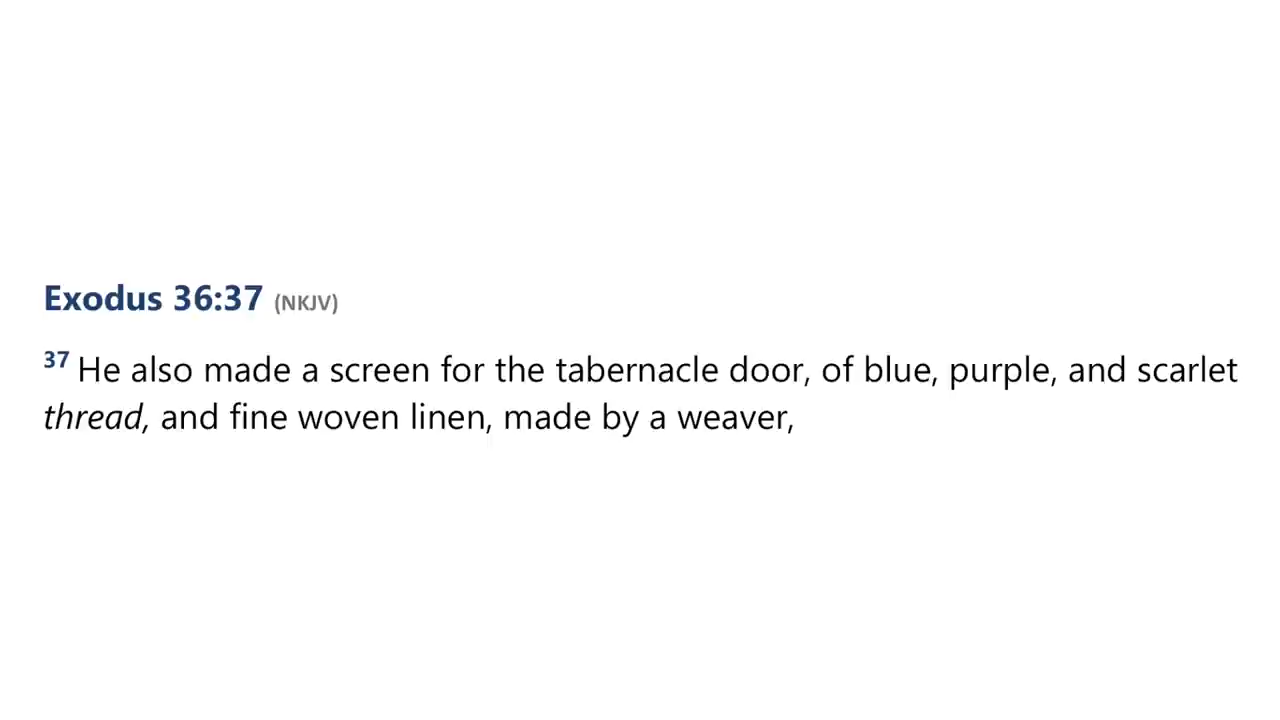 Exodus 36:37 (NKJV)
37 He also made a screen for the tabernacle door, of blue, purple, and scarlet
thread, and fine woven linen, made by a weaver,